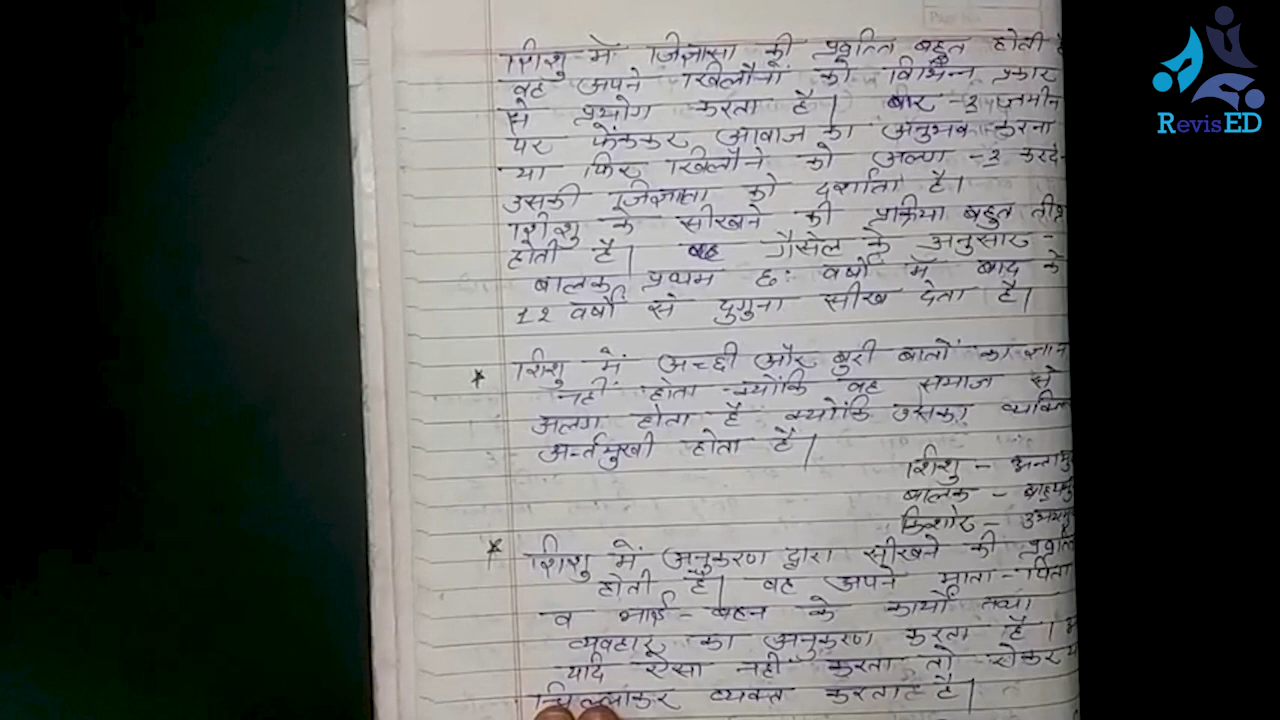 शिशु में जिज्ञासा की प्रवृत्ति बहुत होती है
वह अपने खिलौनों को विभिन्न प्रकार
से प्रयोग करता है। बार-2 जमीन
पर फेंककर आवाज का अनुभव करना
या फिर खिलौने को अलग-2 करदे
उसकी जिज्ञासा को दर्शाता है।
शिशु के सीखने की प्रक्रिया बहुत
होती है। गैसेल के अनुसार -
बालक प्रथम छः वर्षों में बाद के
12 वर्षों से दुगुना सीख देता है।
* शिशु में अच्छी और बुरी बातों का ज्ञान
नहीं होता क्योंकि वह समाज से
अलग होता है क्योंकि उसका
अर्न्तमुखी होता है।
शिशु -
बालक -
किशोर -
* शिशु में अनुकरण द्वारा सीखने की
होती है। वह अपने माता-पिता
व भाई-बहन के कार्यों तथा
व्यवहार का अनुकरण करता है।
यदि ऐसा नहीं करता तो रोकर
चिल्लाकर व्यक्त करता है।
RevisED